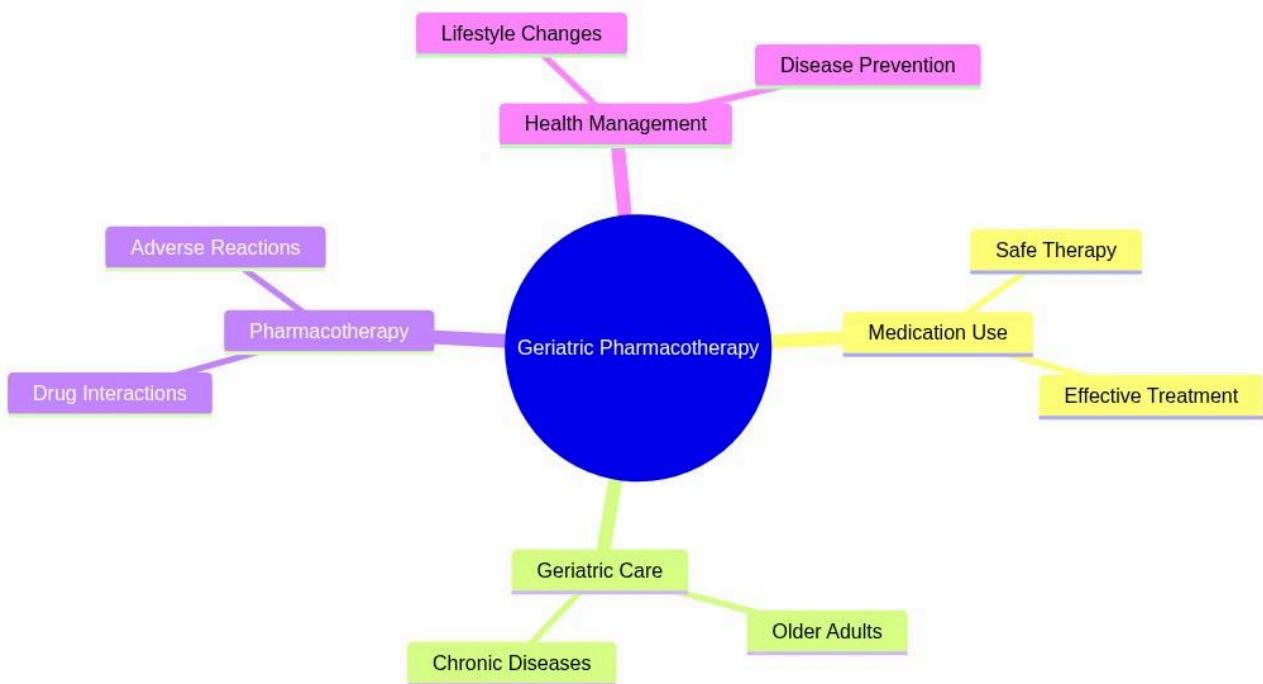 Lifestyle Changes
Disease Prevention
Health Management
Adverse Reactions
Safe Therapy
Pharmacotherapy
Medication Use
Geriatric Pharmacotherapy
Drug Interactions
Effective Treatment
Geriatric Care
Older Adults
Chronic Diseases